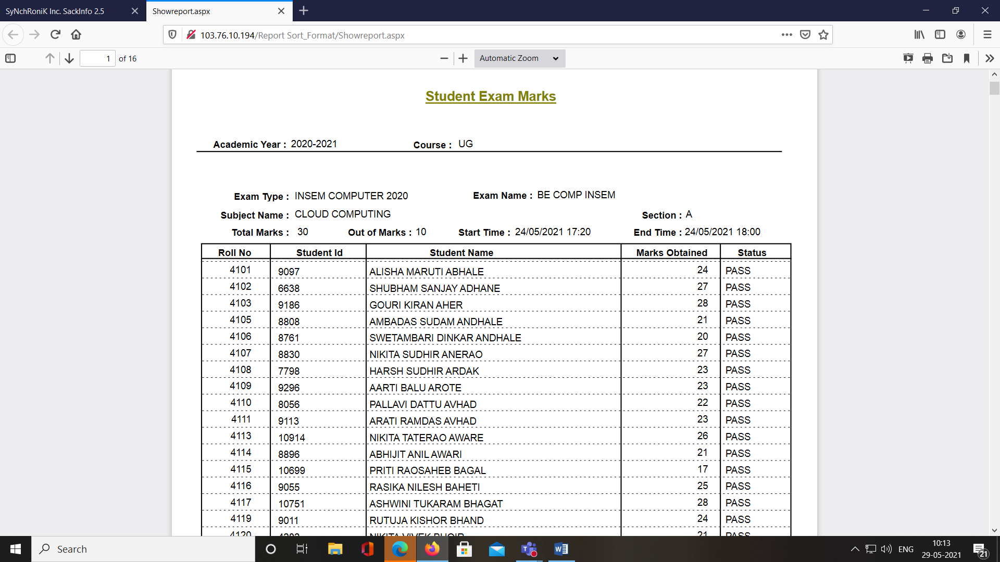 SyNchRoniK Inc. SackInfo 2.5
Showreport.aspx
103.76.10.194/Report Sort_Format/Showreport.aspx
1 of 16
Automatic Zoom
Student Exam Marks
Academic Year : 2020-2021 Course : UG
Exam Type : INSEM COMPUTER 2020 Exam Name : BE COMP INSEM
Subject Name : CLOUD COMPUTING Section : A
Total Marks : 30 Out of Marks : 10 Start Time : 24/05/2021 17:20 End Time : 24/05/2021 18:00
Roll No Student Id Student Name Marks Obtained Status
4101 9097 ALISHA MARUTI ABHALE 24 PASS
4102 6638 SHUBHAM SANJAY ADHANE 27 PASS
4103 9186 GOURI KIRAN AHER 28 PASS
4105 8808 AMBADAS SUDAM ANDHALE 21 PASS
4106 8761 SWETAMBARI DINKAR ANDHALE 20 PASS
4107 8830 NIKITA SUDHIR ANERAO 27 PASS
4108 7798 HARSH SUDHIR ARDAK 23 PASS
4109 9296 AARTI BALU AROTE 23 PASS
4110 8056 PALLAVI DATTU AVHAD 22 PASS
4111 9113 ARATI RAMDAS AVHAD 23 PASS
4113 10914 NIKITA TATERAO AWARE 26 PASS
4114 8896 ABHIJIT ANIL AWARI 21 PASS
4115 10699 PRITI RAOSAHEB BAGAL 17 PASS
4116 9055 RASIKA NILESH BAHETI 25 PASS
4117 10751 ASHWINI TUKARAM BHAGAT 28 PASS
4119 9011 RUTUJA KISHOR BHAND 24 PASS
4120 NIKITA VIVEK 21 PASS
Search
ENG
10:13
29-05-2021
21